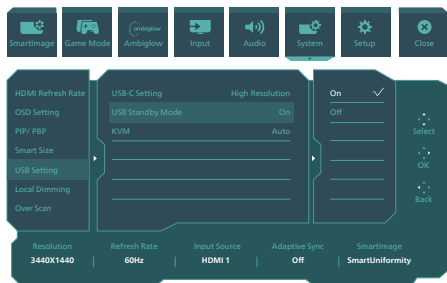 ambiglow
SmartImage Game Mode Ambiglow Input Audio System Setup Close
HDMI Refresh Rate USB-C Setting High Resolution On
OSD Setting USB Standby Mode On Off
PIP/ PBP KVM Auto
Select
Smart Size
OK
USB Setting
Local Dimming
Back
Over Scan
Resolution Refresh Rate Input Source Adaptive Sync SmartImage
3440X1440 | 60Hz | HDMI 1 | Off | SmartUniformity